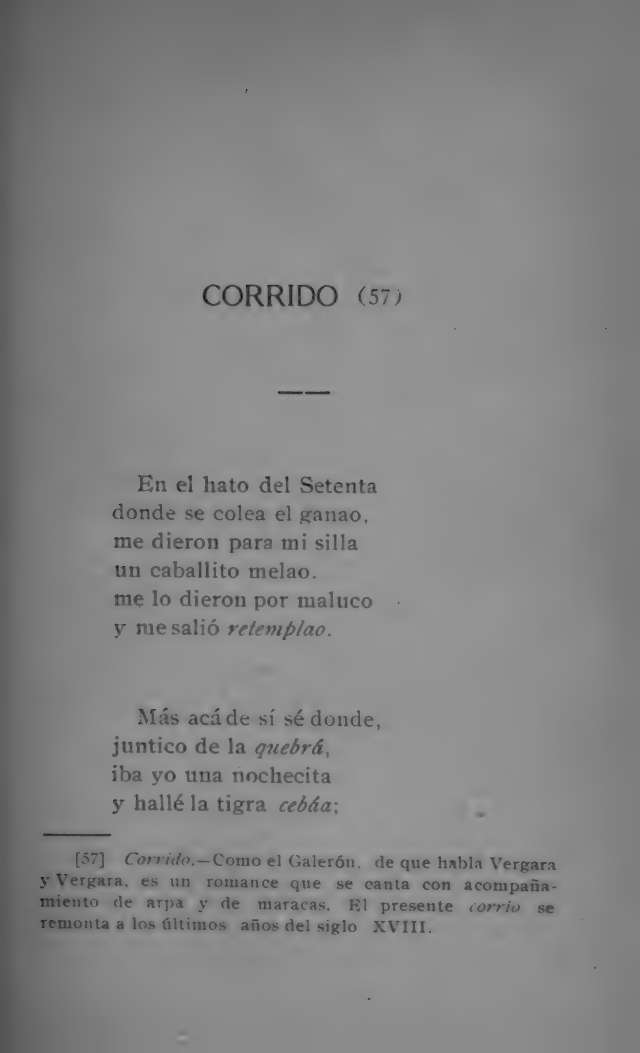 CORRIDO (57)
En el hato del Setenta
donde se colea el ganao,
me dieron para mi silla
un caballito melao.
me lo dieron por maluco
y me salió retemplao.
Más acá de sí sé donde,
juntico de la quebrá,
iba yo una nochecita
y hallé la tigra cebáa;
[57] Corrido.—Como el Galerón, de que habla Vergara
y Vergara, es un romance que se canta con acompaña-
miento de arpa y de maracas. El presente corrio se
remonta a los últimos años del siglo XVIII.